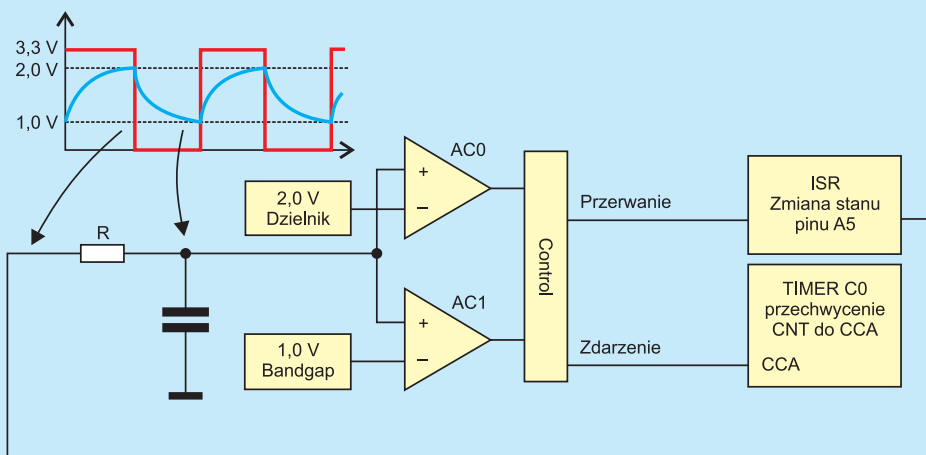 3,3 V
2,0 V
1,0 V
R
2,0 V
Dzielnik
1,0 V
Bandgap
+
−
AC0
+
−
AC1
Control
Przerwanie
Zdarzenie
ISR
Zmiana stanu
pinu A5
TIMER C0
przechwycenie
CNT do CCA
CCA